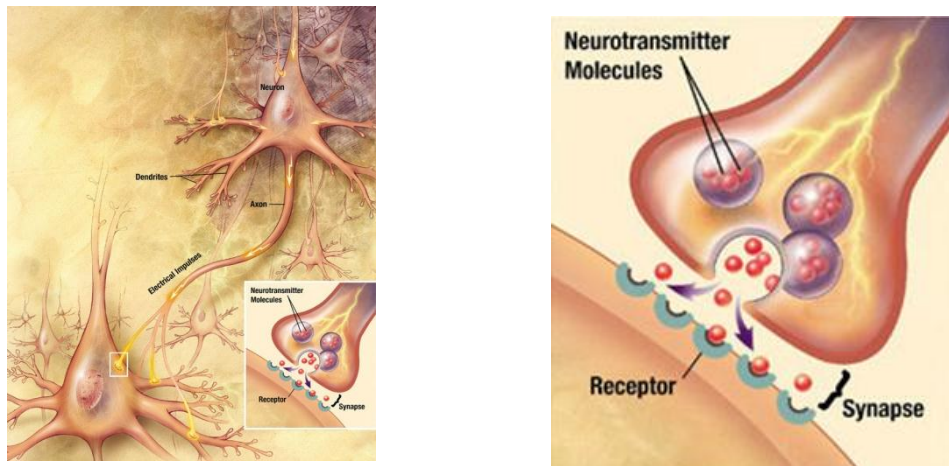 Neuron
Dendrites
Axon
Electrical Impulses
Neurotransmitter
Molecules
Receptor
Synapse
Neurotransmitter
Molecules
Receptor
Synapse